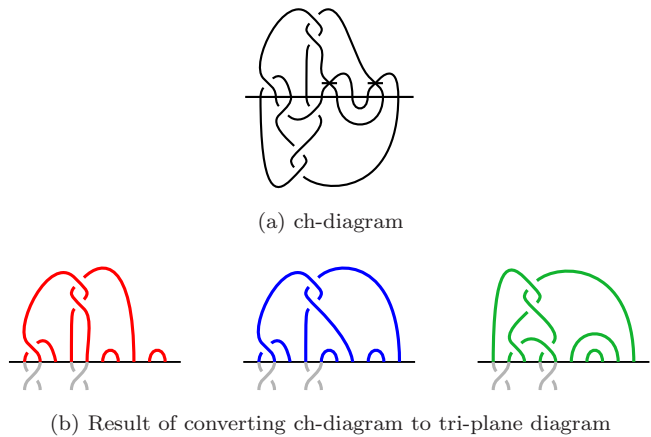 (a) ch-diagram
(b) Result of converting ch-diagram to tri-plane diagram